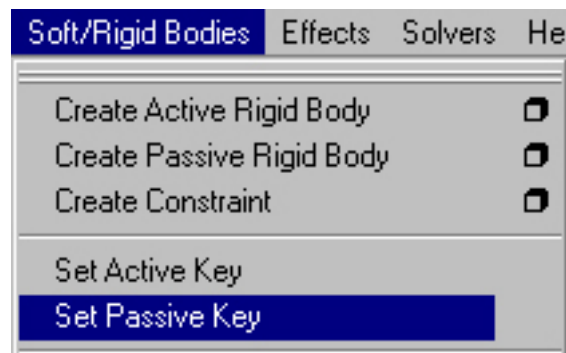 Soft/Rigid Bodies Effects Solvers He
Create Active Rigid Body
Create Passive Rigid Body
Create Constraint
Set Active Key
Set Passive Key